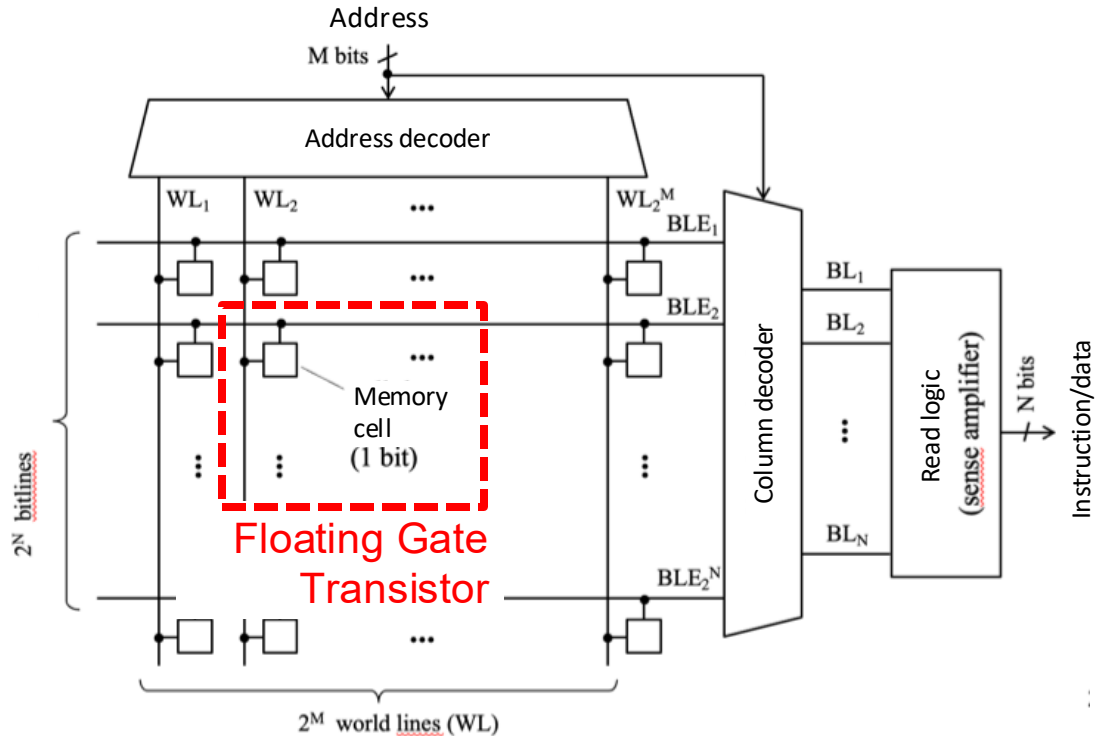 Address
M bits
Address decoder
WL₁ WL₂ ... WL₂ᴹ
BLE₁
...
BL₁
BLE₂
BL₂
...
Memory
cell
(1 bit)
...
Column decoder
Read logic
(sense amplifier)
N bits
Instruction/data
2ᴺ bitlines
Floating Gate
Transistor
BLE₂ᴺ
BL_N
...
2ᴹ world lines (WL)